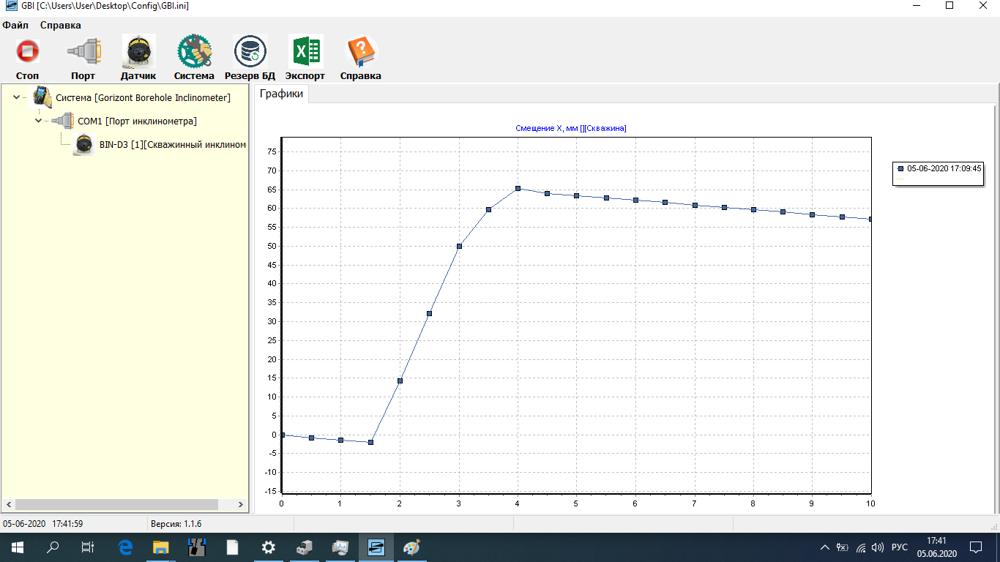 GBI [C:\Users\User\Desktop\Config\GBI.ini]
Файл Справка
Стоп Порт Датчик Система Резерв БД Экспорт Справка
Система [Gorizont Borehole Inclinometer]
COM1 [Порт инклинометра]
BIN-D3 [1][Скважинный инклином
Графики
Смещение X, мм [][Скважина]
75
70
65
60
55
50
45
40
35
30
25
20
15
10
5
0
-5
-10
-15
0 1 2 3 4 5 6 7 8 9 10
05-06-2020 17:09:45
05-06-2020 17:41:59 Версия: 1.1.6
РУС
17:41
05.06.2020